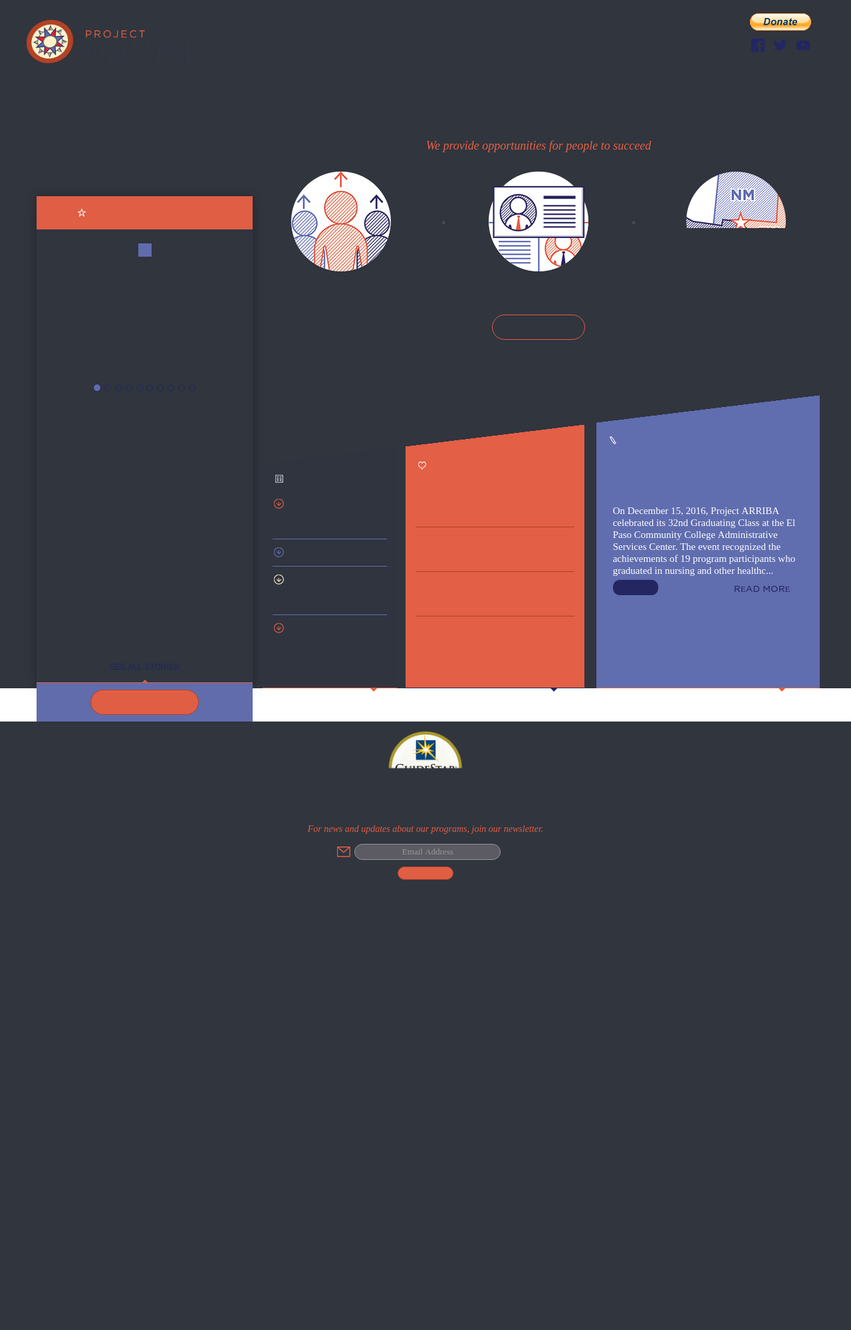 PROJECT
Donate
We provide opportunities for people to succeed
NM
On December 15, 2016, Project ARRIBA
celebrated its 32nd Graduating Class at the El
Paso Community College Administrative
Services Center. The event recognized the
achievements of 19 program participants who
graduated in nursing and other healthc...
READ MORE
SEE ALL STORIES
GUIDESTAR
For news and updates about our programs, join our newsletter.
Email Address